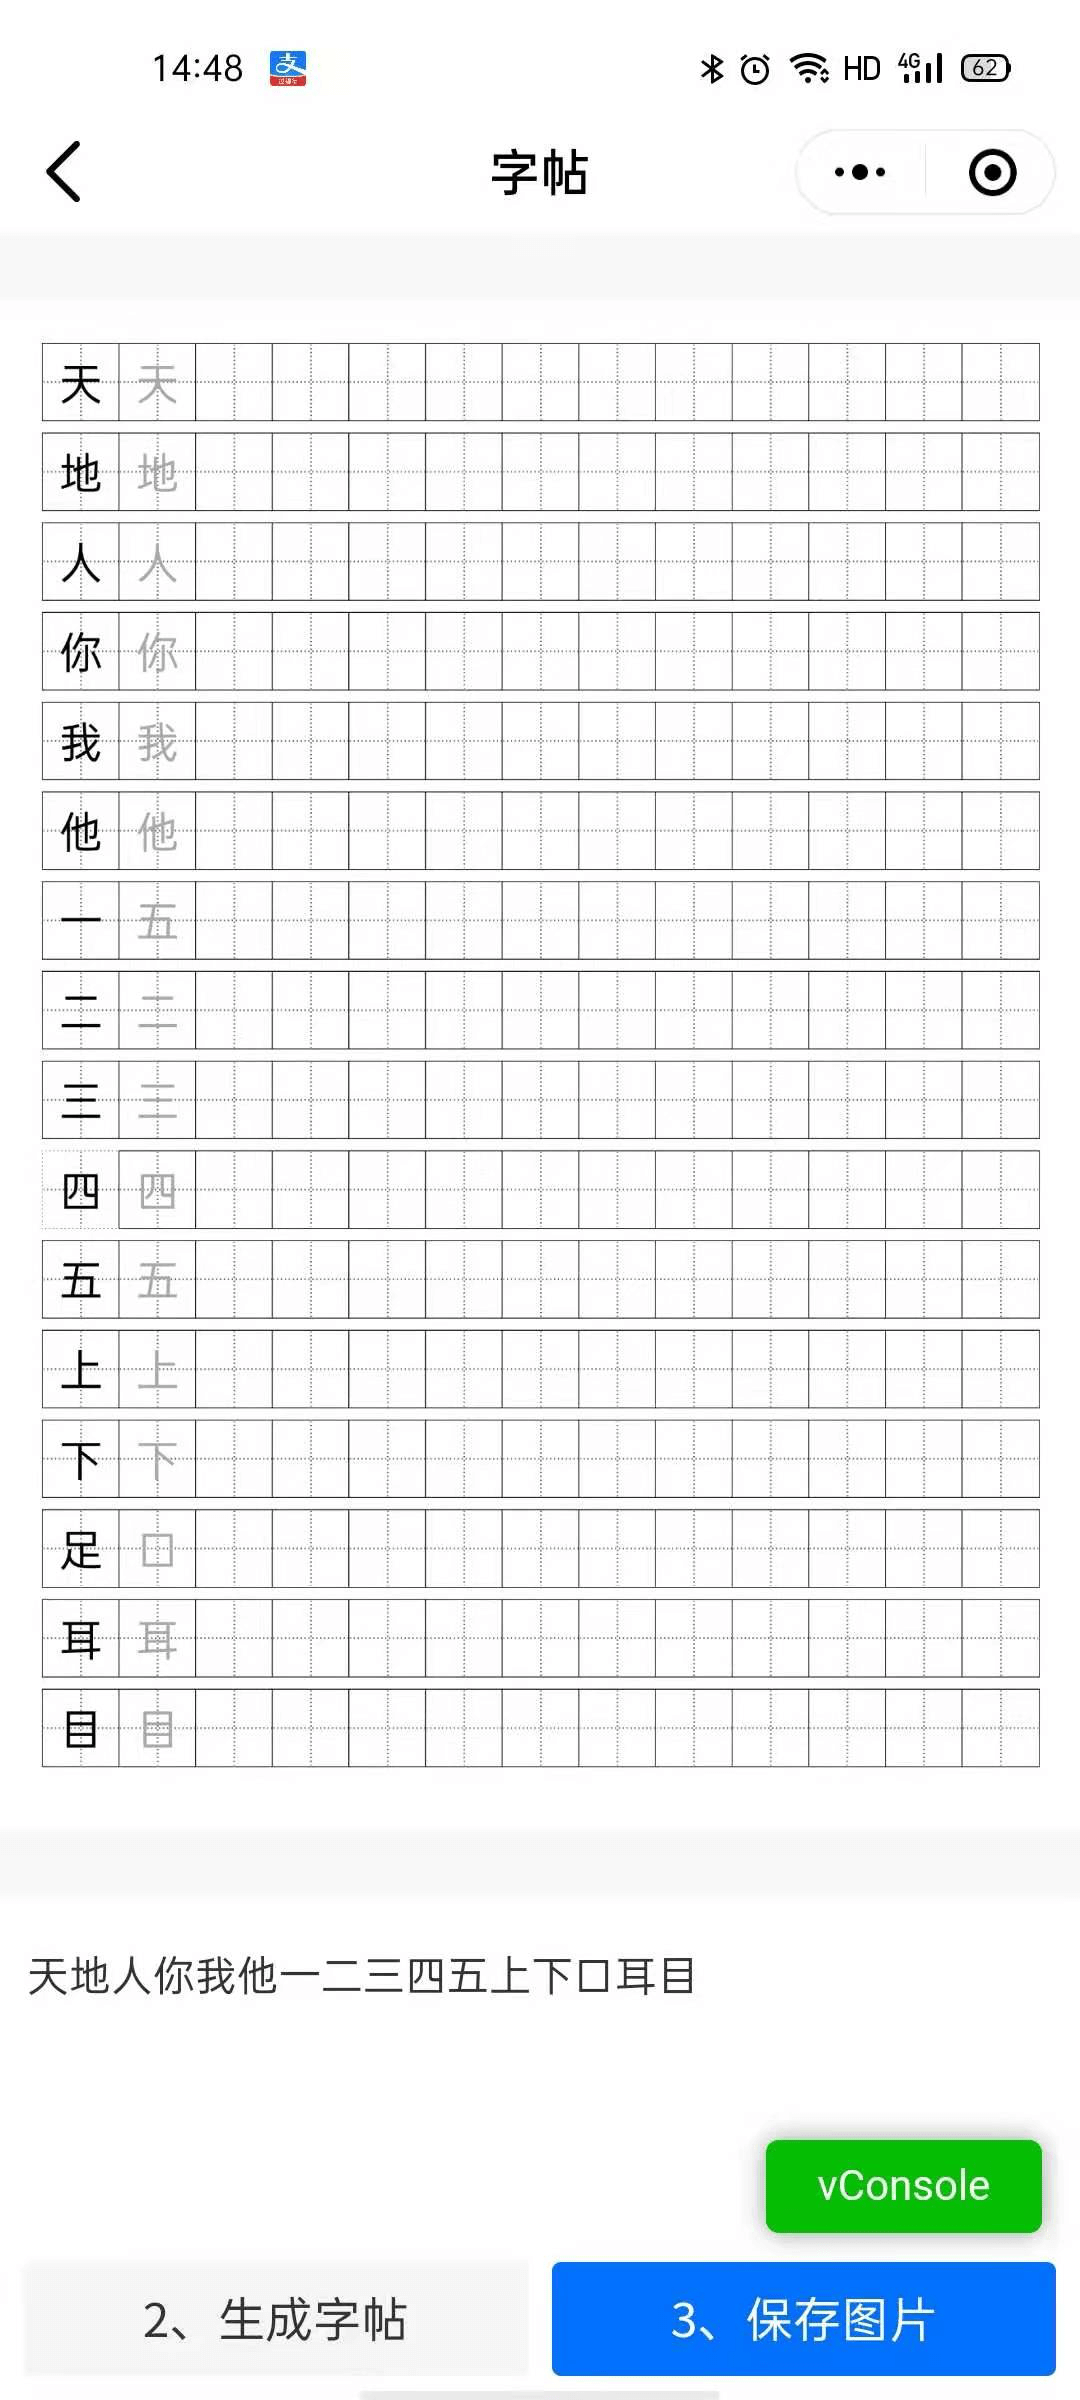 14:48 HD 4G 62
字帖
天 天
地 地
人 人
你 你
我 我
他 他
一 五
二 二
三 三
四 四
五 五
上 上
下 下
足 口
耳 耳
目 目
天地人你我他一二三四五上下口耳目
vConsole
2、生成字帖 3、保存图片